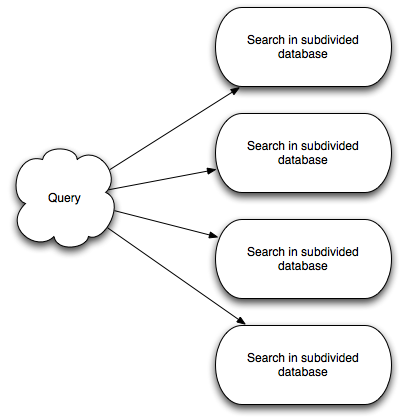 Search in subdivided
database
Search in subdivided
database
Query
Search in subdivided
database
Search in subdivided
database